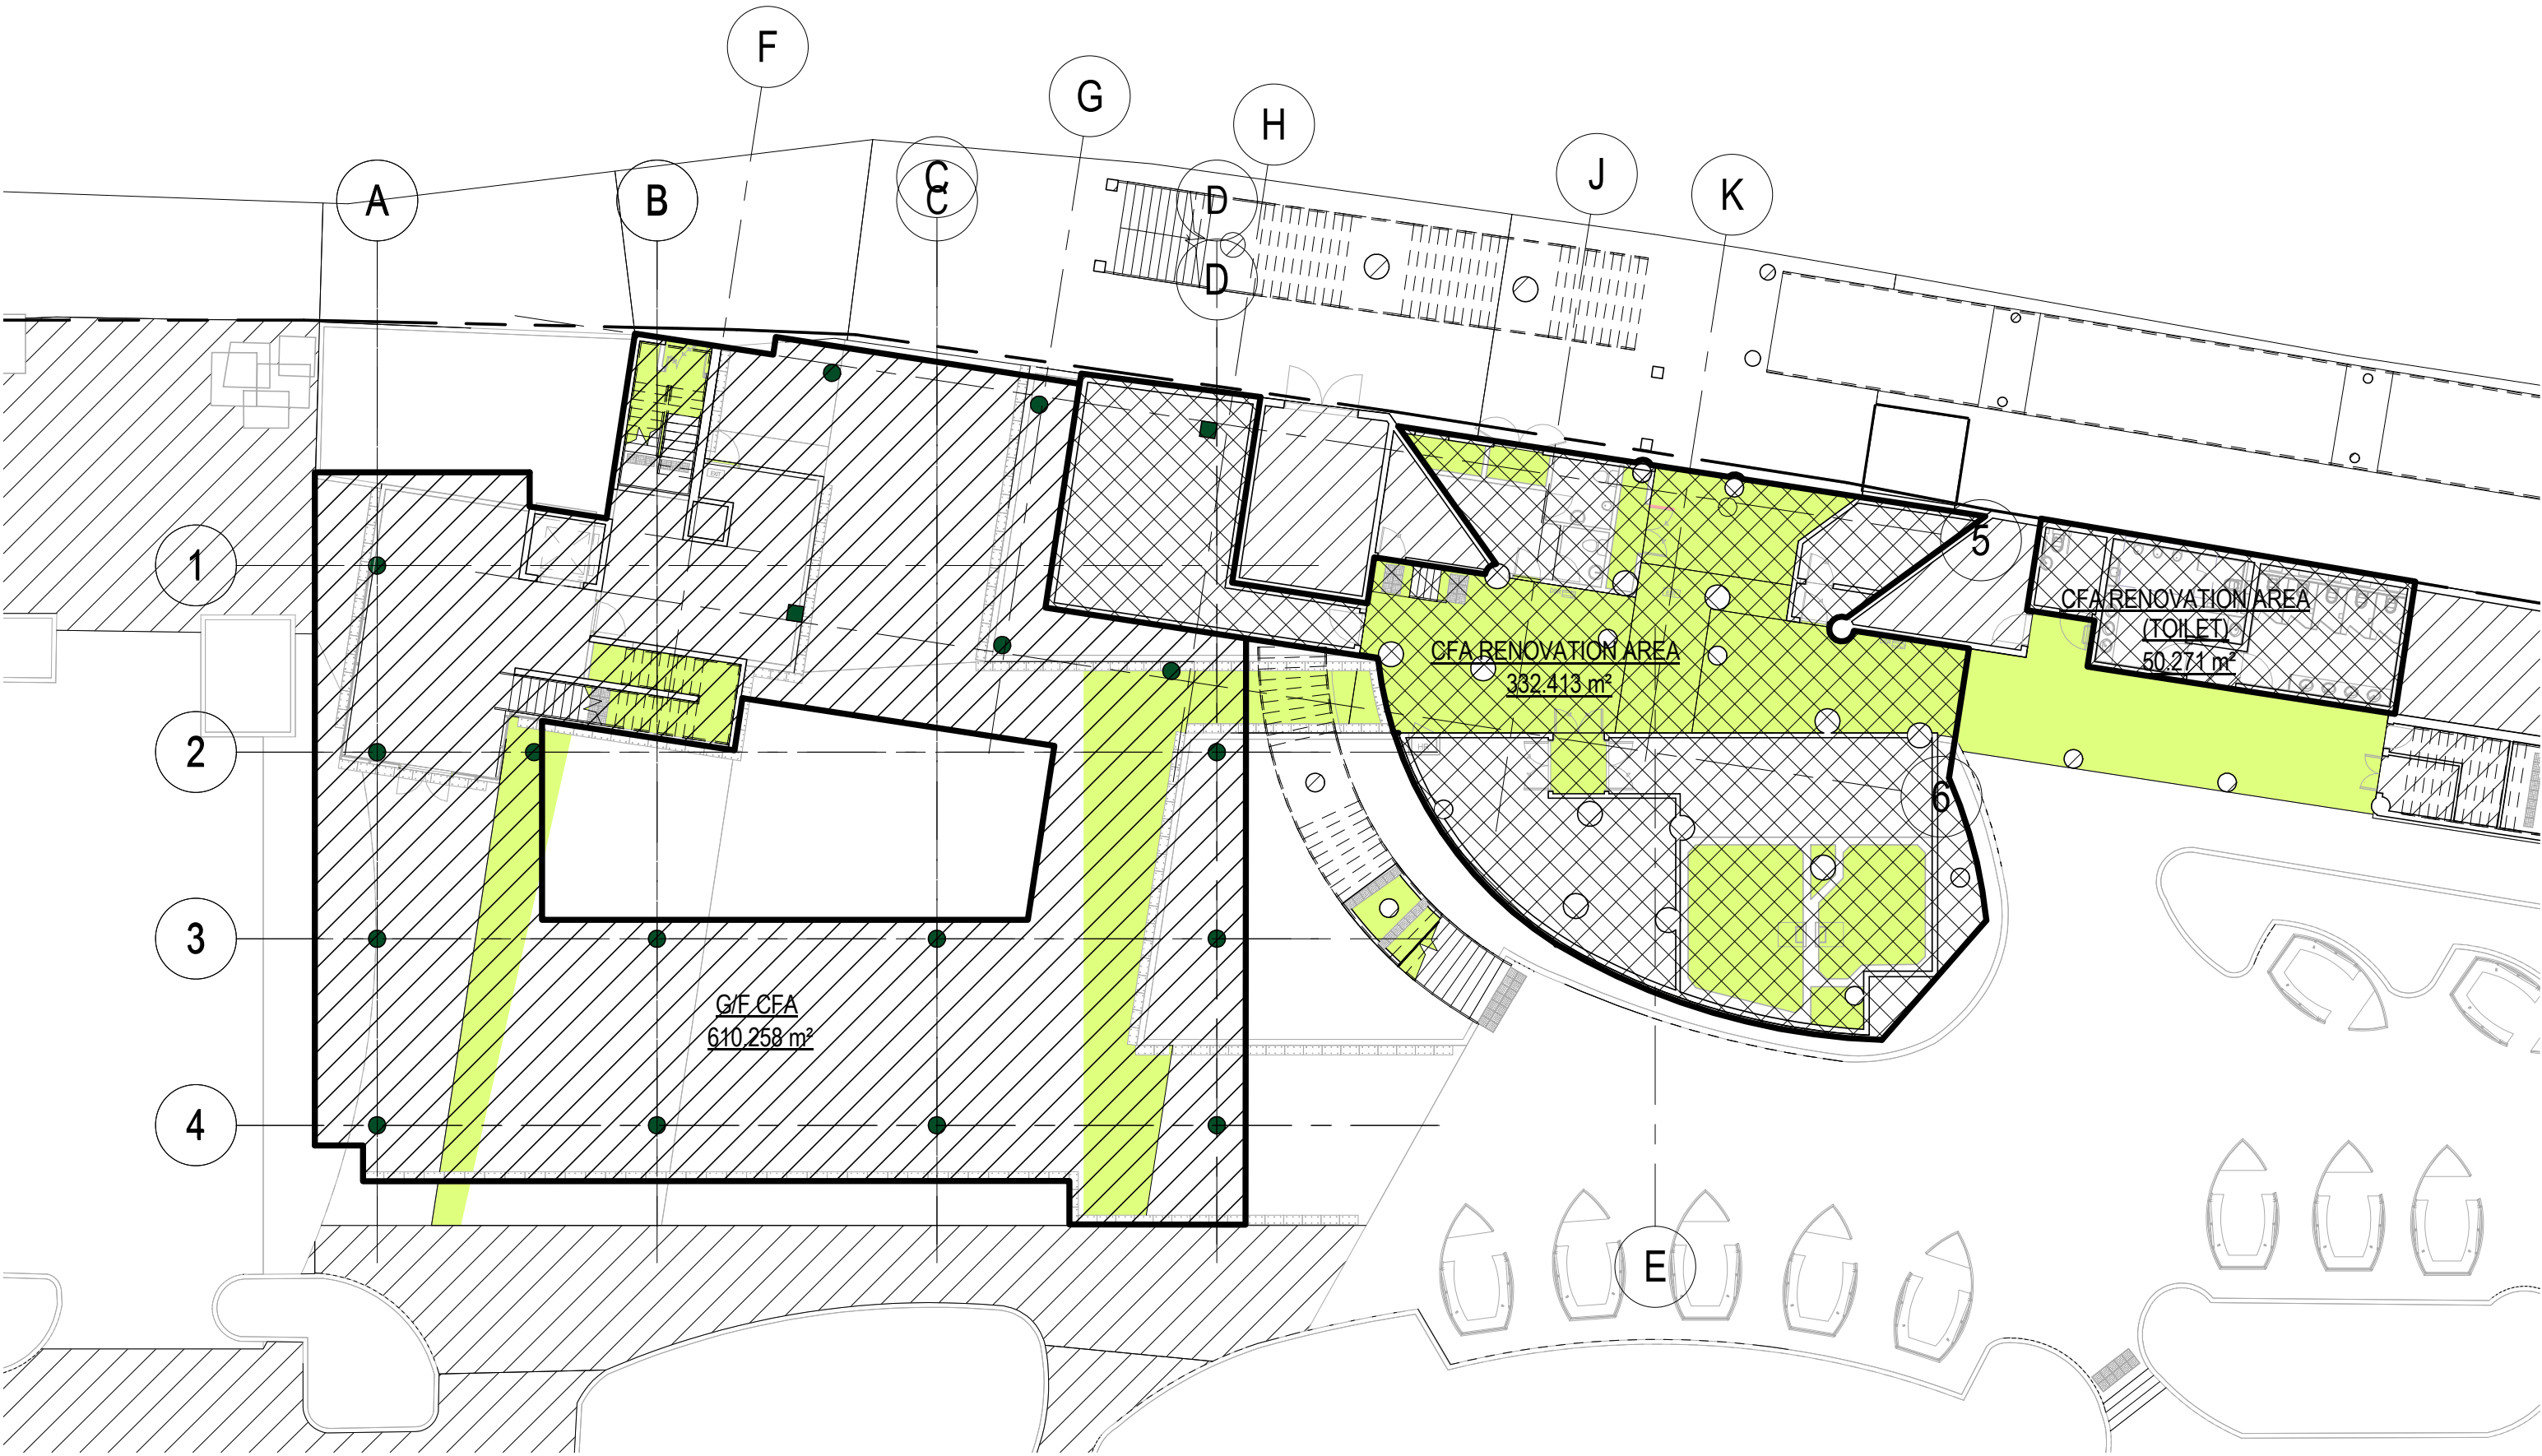 F
G
H
J
K
A
B
C
C
D
D
1
5
CFA RENOVATION AREA
(TOILET)
50.271 m²
CFA RENOVATION AREA
332.413 m²
2
6
3
G/F CFA
610.258 m²
4
E